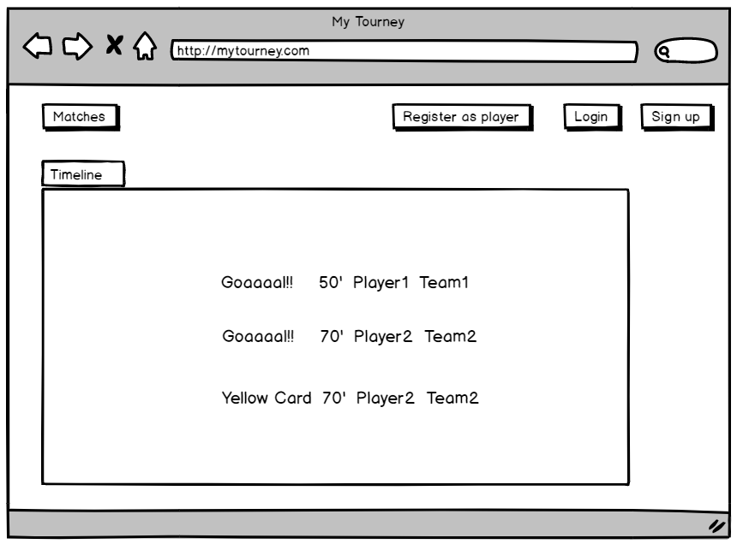 My Tourney
http://mytourney.com
Matches
Register as player
Login
Sign up
Timeline
Goaaaal!! 50' Player1 Team1
Goaaaal!! 70' Player2 Team2
Yellow Card 70' Player2 Team2